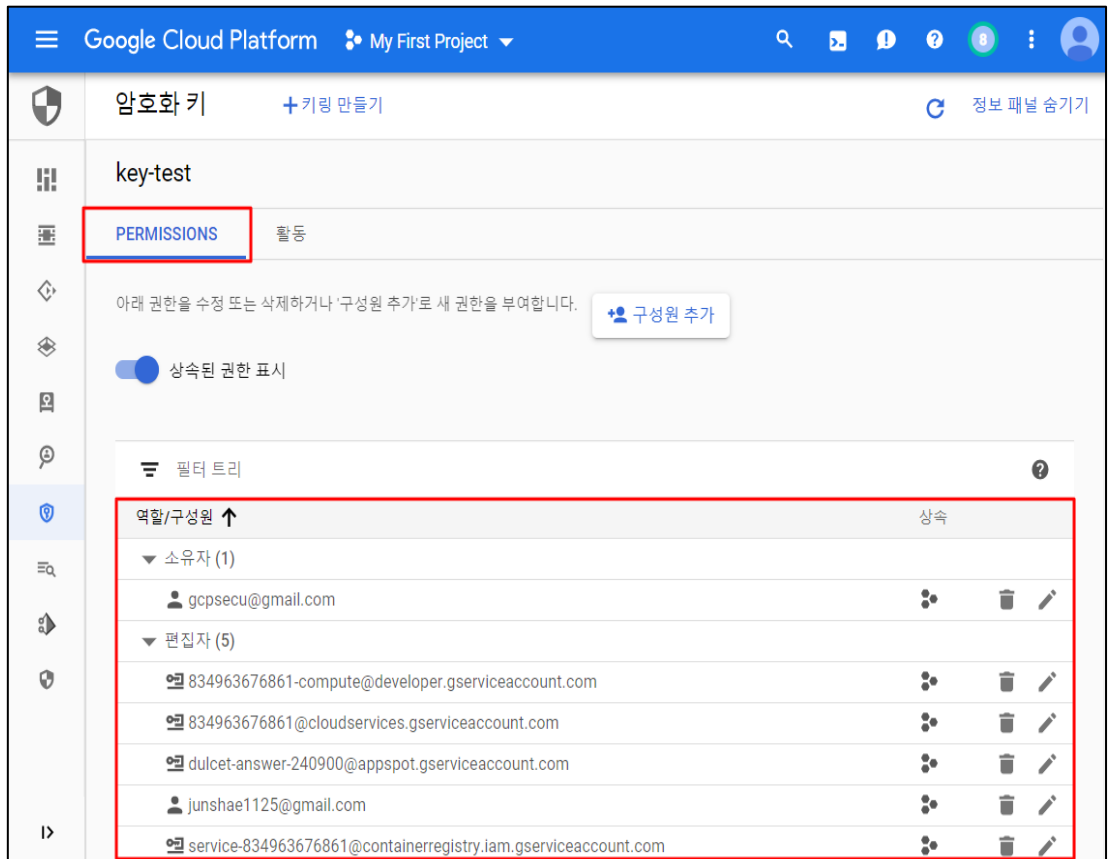 Google Cloud Platform My First Project 8
암호화 키 키링 만들기 정보 패널 숨기기
key-test
PERMISSIONS 활동
아래 권한을 수정 또는 삭제하거나 '구성원 추가'로 새 권한을 부여합니다. 구성원 추가
상속된 권한 표시
필터 트리
역할/구성원 상속
소유자 (1)
gcpsecu@gmail.com
편집자 (5)
834963676861-compute@developer.gserviceaccount.com
834963676861@cloudservices.gserviceaccount.com
dulcet-answer-240900@appspot.gserviceaccount.com
junshae1125@gmail.com
service-834963676861@containerregistry.iam.gserviceaccount.com